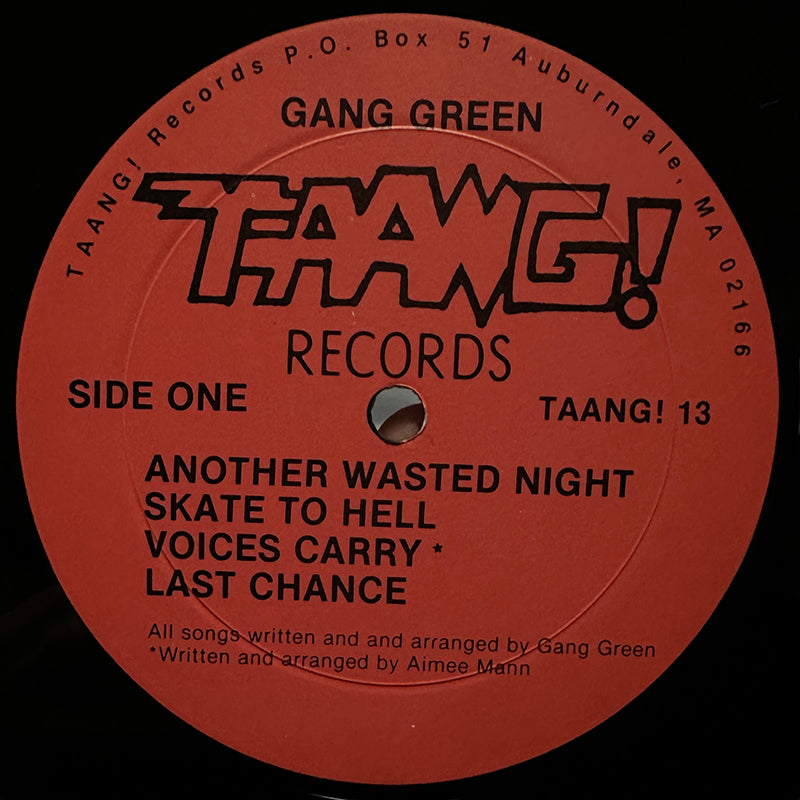 TAANG! Records P.O. Box 51 Auburndale, MA 02166
GANG GREEN
TAANG!
RECORDS
SIDE ONE
TAANG! 13
ANOTHER WASTED NIGHT
SKATE TO HELL
VOICES CARRY *
LAST CHANCE
All songs written and and arranged by Gang Green
*Written and arranged by Aimee Mann